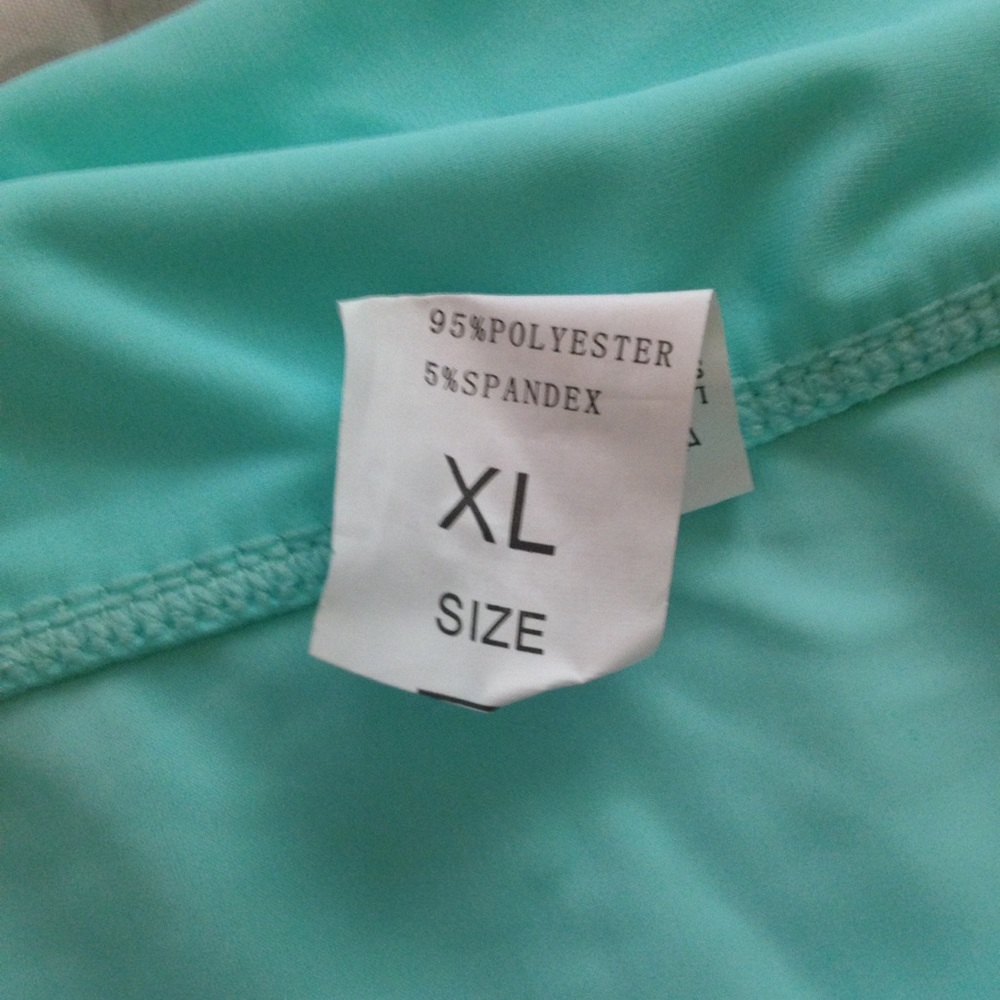 95%POLYESTER
5%SPANDEX
XL
SIZE